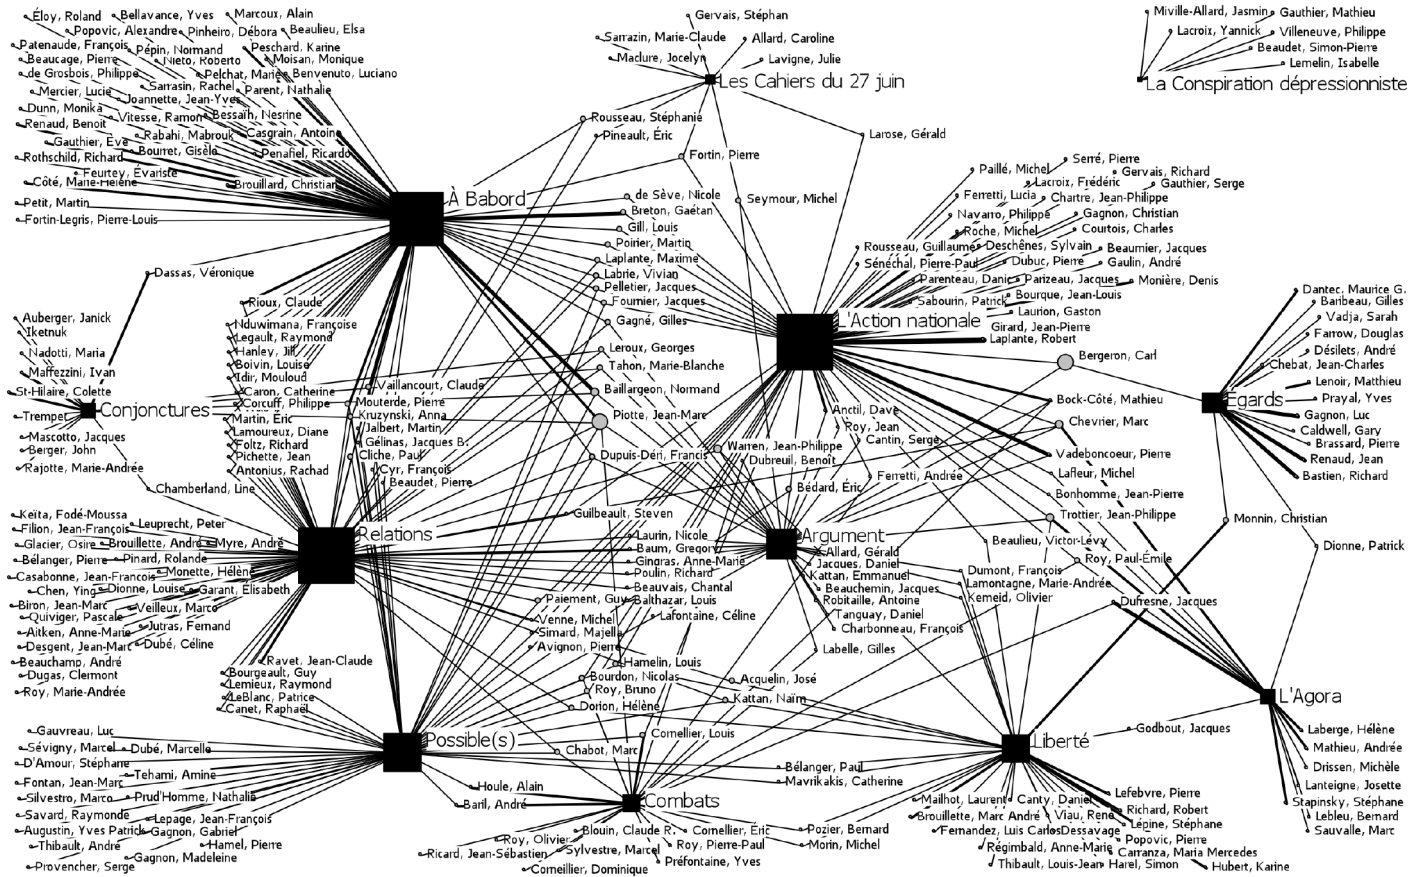 Éloy, Roland
Bellavance, Yves
Marcoux, Alain
Popovic, Alexandre
Pinheiro, Débora
Beaulieu, Elsa
Patenaude, François
Pépin, Normand
Peschard, Karine
Beaucage, Pierre
Nieto, Roberto
Moisan, Monique
de Grosbois, Philippe
Pelchat, Marie
Benvenuto, Luciano
Mercier, Lucie
Sarrasin, Rachel
Parent, Nathalie
Joannette, Jean-Yves
Dunn, Monika
Vitesse, Ramon
Bessaïh, Nesrine
Renaud, Benoit
Rabahi, Mabrouk
Casgrain, Antoine
Gauthier, Eve
Bourret, Gisèle
Penafiel, Ricardo
Rothschild, Richard
Feurtey, Évariste
Côté, Marie-Hélène
Brouillard, Christian
Petit, Martin
Fortin-Legris, Pierre-Louis
À Babord
Gervais, Stéphan
Sarrazin, Marie-Claude
Allard, Caroline
Maclure, Jocelyn
Lavigne, Julie
Les Cahiers du 27 juin
Miville-Allard, Jasmin
Gauthier, Mathieu
Lacroix, Yannick
Villeneuve, Philippe
Beaudet, Simon-Pierre
Lemelin, Isabelle
La Conspiration dépressionniste
Rousseau, Stéphanie
Pineault, Éric
Larose, Gérald
Fortin, Pierre
de Sève, Nicole
Seymour, Michel
Breton, Gaétan
Gill, Louis
Poirier, Martin
Laplante, Maxime
Labrie, Vivian
Pelletier, Jacques
Fournier, Jacques
Gagné, Gilles
Leroux, Georges
Tahon, Marie-Blanche
Baillargeon, Normand
Piotte, Jean-Marc
Dupuis-Déri, Francis
Serré, Pierre
Paillé, Michel
Gervais, Richard
Lacroix, Frédéric
Gauthier, Serge
Ferretti, Lucia
Chartre, Jean-Philippe
Navarro, Philippe
Gagnon, Christian
Roche, Michel
Courtois, Charles
Rousseau, Guillaume
Deschênes, Sylvain
Beaumier, Jacques
Sénéchal, Pierre-Paul
Dubuc, Pierre
Gaulin, André
Parenteau, Danic
Parizeau, Jacques
Monière, Denis
Sabourin, Patrick
Bourque, Jean-Louis
Laurion, Gaston
L'Action nationale
Girard, Jean-Pierre
Laplante, Robert
Bergeron, Carl
Bock-Côté, Mathieu
Chevrier, Marc
Vadeboncoeur, Pierre
Lafleur, Michel
Bonhomme, Jean-Pierre
Trottier, Jean-Philippe
Dantec, Maurice G.
Baribeau, Gilles
Vadja, Sarah
Farrow, Douglas
Désilets, André
Chebat, Jean-Charles
Lenoir, Matthieu
Prayal, Yves
Égards
Gagnon, Luc
Caldwell, Gary
Brassard, Pierre
Renaud, Jean
Bastien, Richard
Monnin, Christian
Dionne, Patrick
Dassas, Véronique
Auberger, Janick
Iketnuk
Nadotti, Maria
Maffezzini, Ivan
St-Hilaire, Colette
Conjonctures
Trempet
Mascotto, Jacques
Berger, John
Rajotte, Marie-Andrée
Chamberland, Line
Rioux, Claude
Nduwimana, Françoise
Legault, Raymond
Hanley, Jill
Boivin, Louise
Idir, Mouloud
Caron, Catherine
Corcuff, Philippe
Martin, Éric
Lamoureux, Diane
Foltz, Richard
Pichette, Jean
Antonius, Rachad
Vaillancourt, Claude
Mouterde, Pierre
Kruzynski, Anna
Jalbert, Martin
Gélinas, Jacques B.
Cliche, Paul
Cyr, François
Beaudet, Pierre
Anctil, Dave
Roy, Jean
Cantin, Serge
Warren, Jean-Philippe
Dubreuil, Benoît
Ferretti, Andrée
Bédard, Éric
Guilbeault, Steven
Keïta, Fodé-Moussa
Filion, Jean-François
Leuprecht, Peter
Glacier, Osire
Brouillette, André
Myre, André
Bélanger, Pierre
Pinard, Rolande
Casabonne, Jean-Francois
Monette, Hélène
Chen, Ying
Dionne, Louise
Garant, Elisabeth
Biron, Jean-Marc
Veilleux, Marco
Quiviger, Pascale
Aitken, Anne-Marie
Jutras, Fernand
Desgent, Jean-Marc
Dubé, Céline
Beauchamp, André
Dugas, Clermont
Roy, Marie-Andrée
Relations
Ravet, Jean-Claude
Bourgeault, Guy
Lemieux, Raymond
LeBlanc, Patrice
Canet, Raphaël
Laurin, Nicole
Baum, Gregory
Gingras, Anne-Marie
Poulin, Richard
Beauvais, Chantal
Paiement, Guy
Balthazar, Louis
Venne, Michel
Lafontaine, Céline
Simard, Majella
Avignon, Pierre
Hamelin, Louis
Bourdon, Nicolas
Roy, Bruno
Dorion, Hélène
Argument
Allard, Gérald
Jacques, Daniel
Kattan, Emmanuel
Beauchemin, Jacques
Robitaille, Antoine
Tanguay, Daniel
Charbonneau, François
Labelle, Gilles
Beaulieu, Victor-Lévy
Roy, Paul-Émile
Dumont, François
Lamontagne, Marie-Andrée
Kemeid, Olivier
Dufresne, Jacques
Acquelin, José
Kattan, Naïm
Cornellier, Louis
Chabot, Marc
Bélanger, Paul
Mavrikakis, Catherine
Godbout, Jacques
L'Agora
Laberge, Hélène
Mathieu, Andrée
Drissen, Michèle
Lanteigne, Josette
Stapinsky, Stéphane
Lebleu, Bernard
Sauvalle, Marc
Gauvreau, Luc
Sévigny, Marcel
Dubé, Marcelle
D'Amour, Stéphane
Tehami, Amine
Fontan, Jean-Marc
Silvestro, Marco
Prud'Homme, Nathalie
Savard, Raymonde
Lepage, Jean-François
Augustin, Yves Patrick
Gagnon, Gabriel
Thibault, André
Hamel, Pierre
Gagnon, Madeleine
Provencher, Serge
Possible(s)
Houle, Alain
Baril, André
Combats
Blouin, Claude R.
Cornellier, Éric
Roy, Olivier
Roy, Pierre-Paul
Ricard, Jean-Sébastien
Sylvestre, Marcel
Préfontaine, Yves
Corneillier, Dominique
Pozier, Bernard
Morin, Michel
Liberté
Mailhot, Laurent
Canty, Daniel
Lefebvre, Pierre
Brouillette, Marc André
Viau, René
Richard, Robert
Fernandez, Luis Carlos
Dessavage
Lépine, Stéphane
Régimbald, Anne-Marie
Popovic, Pierre
Carranza, Maria Mercedes
Thibault, Louis-Jean
Harel, Simon
Hubert, Karine